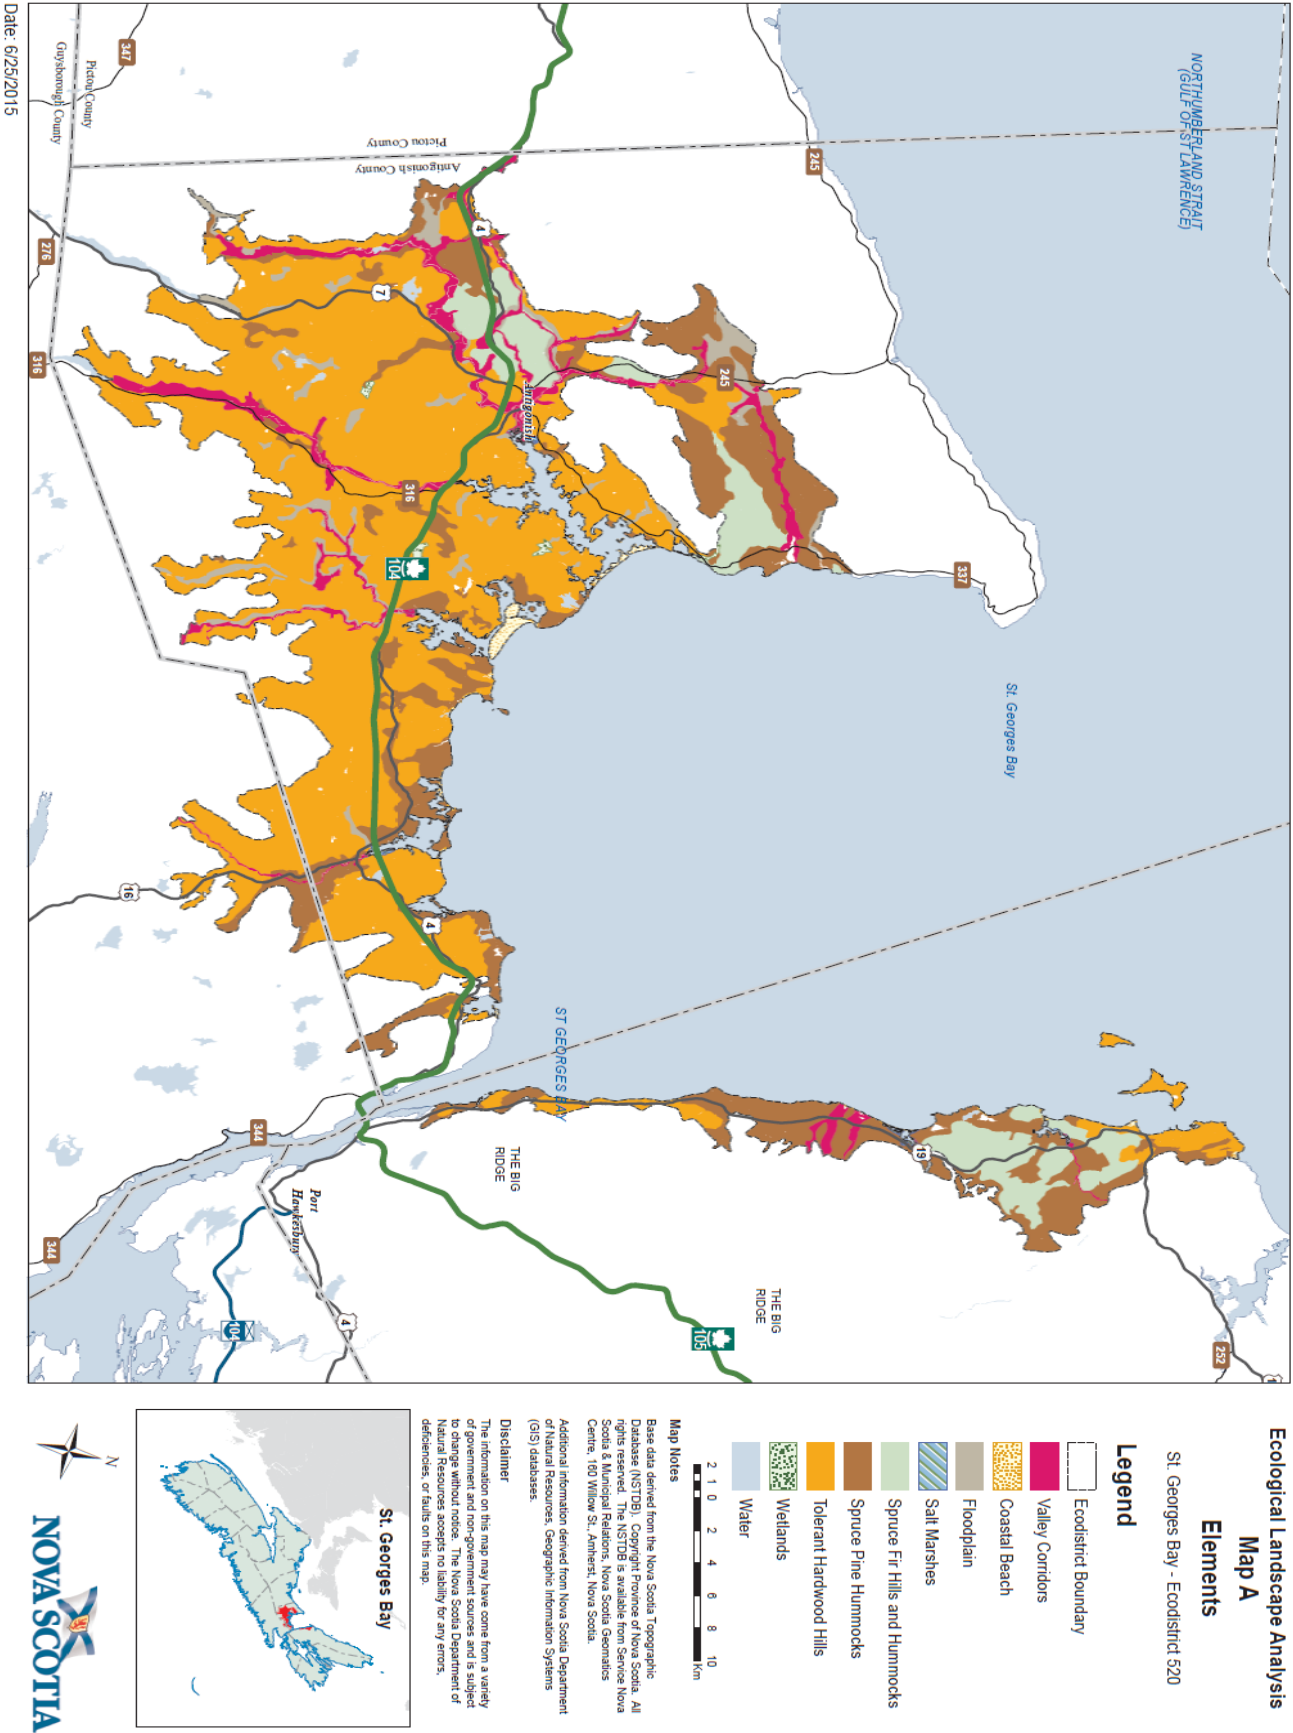 Ecological Landscape Analysis
Map A
Elements
St. Georges Bay - Ecodistrict 520
Legend
Ecodistrict Boundary
Valley Corridors
Coastal Beach
Floodplain
Salt Marshes
Spruce Fir Hills and Hummocks
Spruce Pine Hummocks
Tolerant Hardwood Hills
Wetlands
Water
2 1 0 2 4 6 8 10
Km
Map Notes
Base data derived from the Nova Scotia Topographic
Database (NSTDB). Copyright Province of Nova Scotia. All
rights reserved. The NSTDB is available from Service Nova
Scotia & Municipal Relations, Nova Scotia Geomatics
Centre, 160 Willow St., Amherst, Nova Scotia.
Additional information derived from Nova Scotia Department
of Natural Resources, Geographic Information Systems
(GIS) databases.
Disclaimer
The information on this map may have come from a variety
of government and non-government sources and is subject
to change without notice. The Nova Scotia Department of
Natural Resources accepts no liability for any errors,
deficiencies, or faults on this map.
St. Georges Bay
N
NOVA SCOTIA
NORTHUMBERLAND STRAIT
(GULF OF ST LAWRENCE)
St. Georges Bay
ST GEORGES BAY
THE BIG
RIDGE
THE BIG
RIDGE
Pictou County
Antigonish County
Pictou County
Guysborough County
Antigonish
Port
Hawkesbury
245
245
337
4
7
347
276
316
316
104
16
4
344
344
19
252
105
104
4
1
Date: 6/25/2015